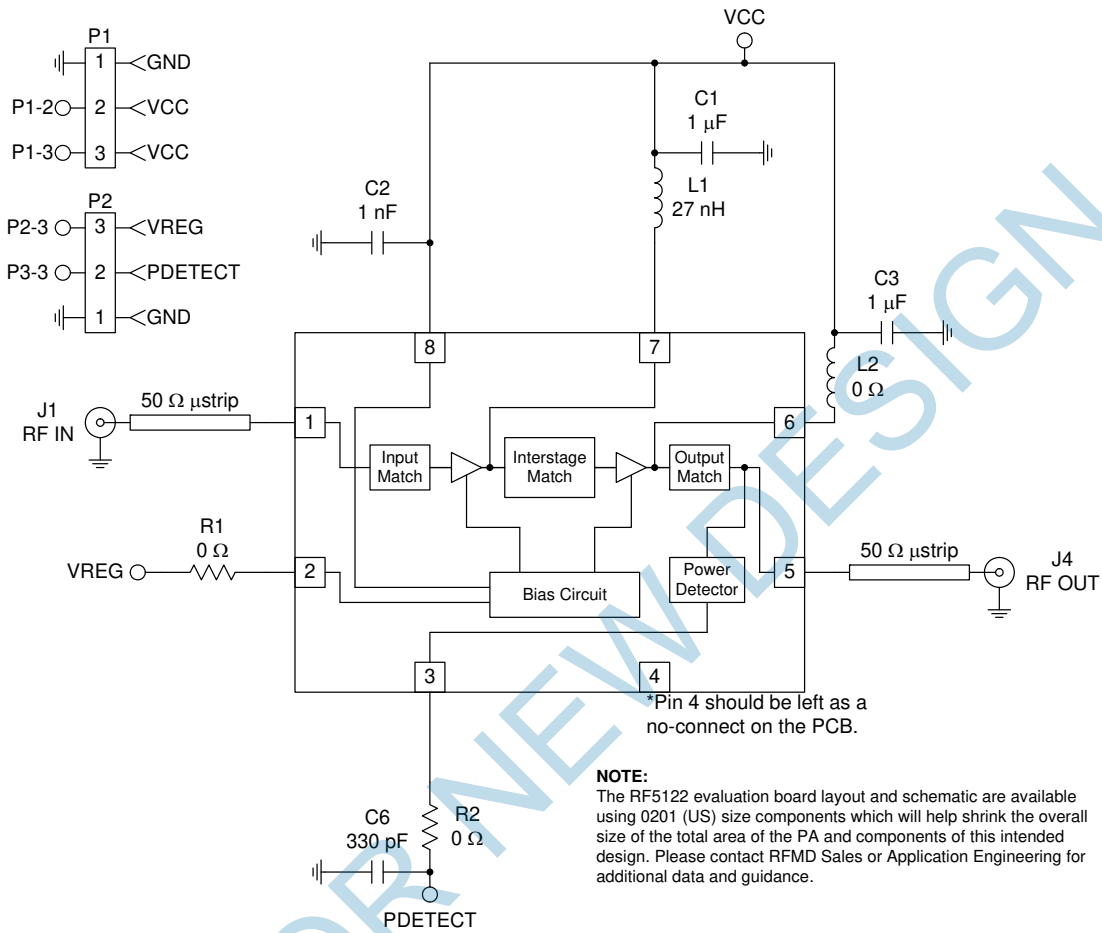 VCC
P1
1
GND
P1-2
2
VCC
P1-3
3
VCC
P2
P2-3
3
VREG
P3-3
2
PDETECT
1
GND
C1
1 µF
L1
27 nH
C2
1 nF
C3
1 µF
L2
0 Ω
8
7
J1
RF IN
50 Ω µstrip
1
6
Input
Match
Interstage
Match
Output
Match
R1
0 Ω
VREG
2
Bias Circuit
Power
Detector
5
50 Ω µstrip
J4
RF OUT
3
4
*Pin 4 should be left as a
no-connect on the PCB.
NOTE:
The RF5122 evaluation board layout and schematic are available
using 0201 (US) size components which will help shrink the overall
size of the total area of the PA and components of this intended
design. Please contact RFMD Sales or Application Engineering for
additional data and guidance.
C6
330 pF
R2
0 Ω
PDETECT
OR NEW DESIGN